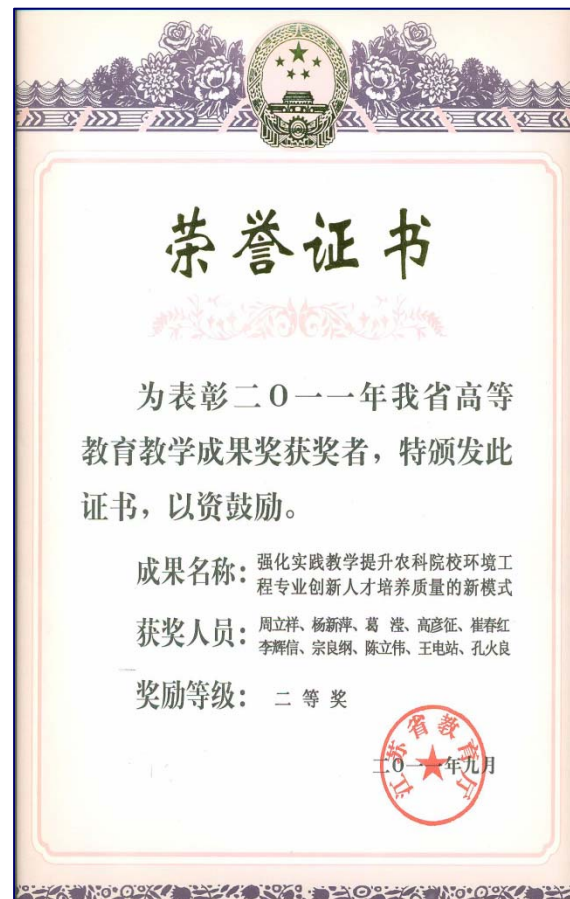 荣誉证书
为表彰二0一一年我省高等
教育教学成果奖获奖者，特颁发此
证书，以资鼓励。
成果名称：强化实践教学提升农科院校环境工
程专业创新人才培养质量的新模式
获奖人员：周立祥、杨新萍、葛 滢、高彦征、崔春红
李辉信、宗良纲、陈立伟、王电站、孔火良
奖励等级：二等奖
江苏省教育厅
二0一一年九月